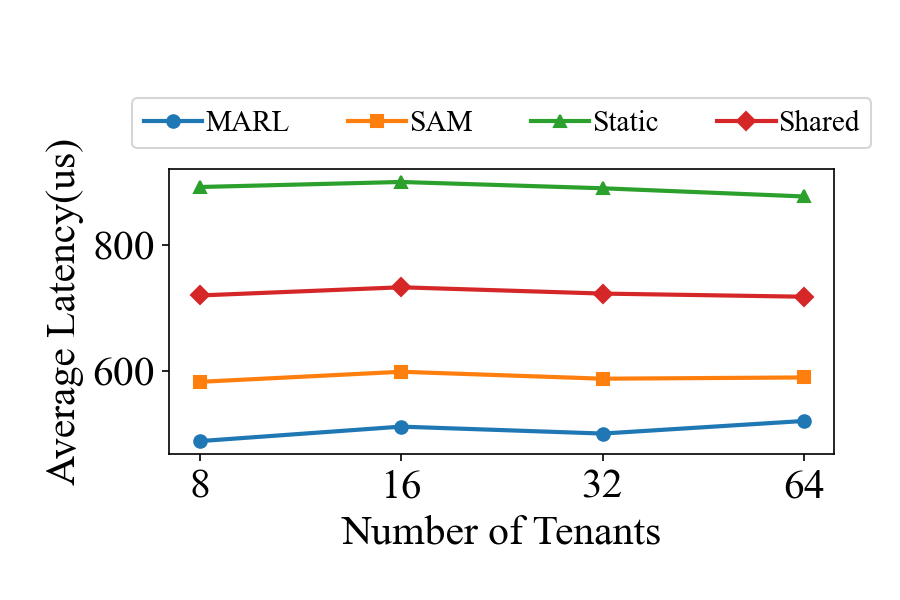 MARL SAM Static Shared
Average Latency(us)
800
600
8 16 32 64
Number of Tenants